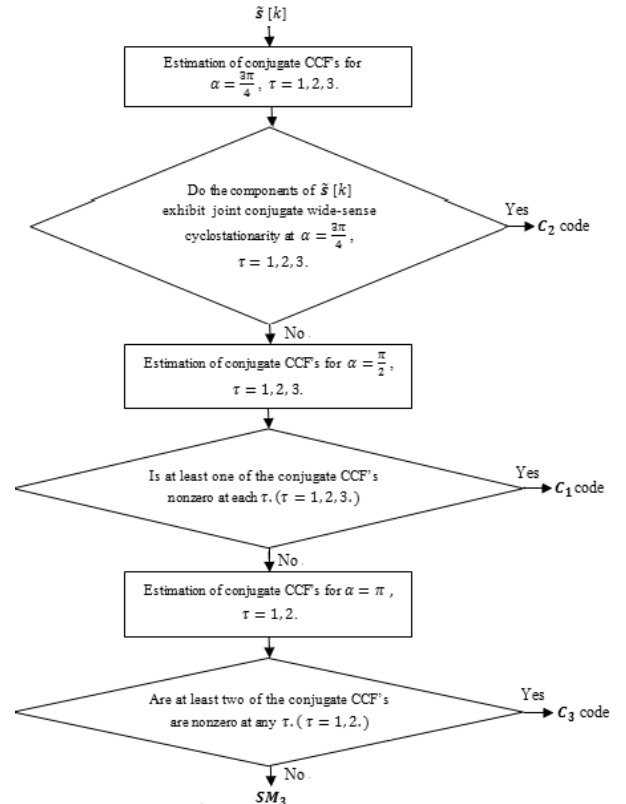 s̃ [k]
Estimation of conjugate CCF's for
α = 3π/4, τ = 1,2,3.
Do the components of s̃ [k]
exhibit joint conjugate wide-sense
cyclostationarity at α = 3π/4,
τ = 1,2,3.
Yes
C₂ code
No.
Estimation of conjugate CCF's for α = π/2,
τ = 1,2,3.
Is at least one of the conjugate CCF's
nonzero at each τ.(τ = 1,2,3.)
Yes
C₁ code
No.
Estimation of conjugate CCF's for α = π,
τ = 1,2.
Are at least two of the conjugate CCF's
are nonzero at any τ.( τ = 1,2.)
Yes
C₃ code
No.
SM₃